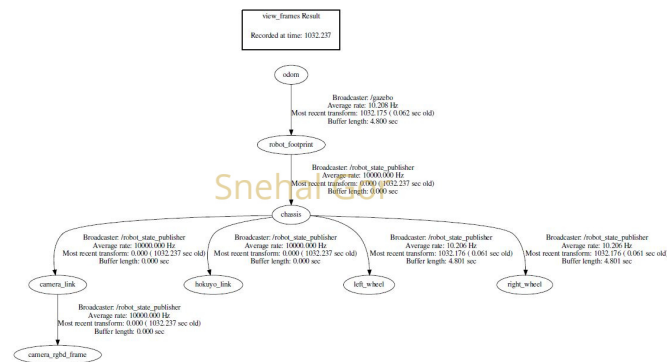 view_frames Result
Recorded at time: 1032.237
odom
Broadcaster: /gazebo
Average rate: 10.208 Hz
Most recent transform: 1032.175 ( 0.062 sec old)
Buffer length: 4.800 sec
robot_footprint
Broadcaster: /robot_state_publisher
Average rate: 10000.000 Hz
Most recent transform: 0.000 ( 1032.237 sec old)
Buffer length: 0.000 sec
Snehal Gor
chassis
Broadcaster: /robot_state_publisher
Average rate: 10000.000 Hz
Most recent transform: 0.000 ( 1032.237 sec old)
Buffer length: 0.000 sec
Broadcaster: /robot_state_publisher
Average rate: 10000.000 Hz
Most recent transform: 0.000 ( 1032.237 sec old)
Buffer length: 0.000 sec
Broadcaster: /robot_state_publisher
Average rate: 10.206 Hz
Most recent transform: 1032.176 ( 0.061 sec old)
Buffer length: 4.801 sec
Broadcaster: /robot_state_publisher
Average rate: 10.206 Hz
Most recent transform: 1032.176 ( 0.061 sec old)
Buffer length: 4.801 sec
camera_link
hokuyo_link
left_wheel
right_wheel
Broadcaster: /robot_state_publisher
Average rate: 10000.000 Hz
Most recent transform: 0.000 ( 1032.237 sec old)
Buffer length: 0.000 sec
camera_rgbd_frame